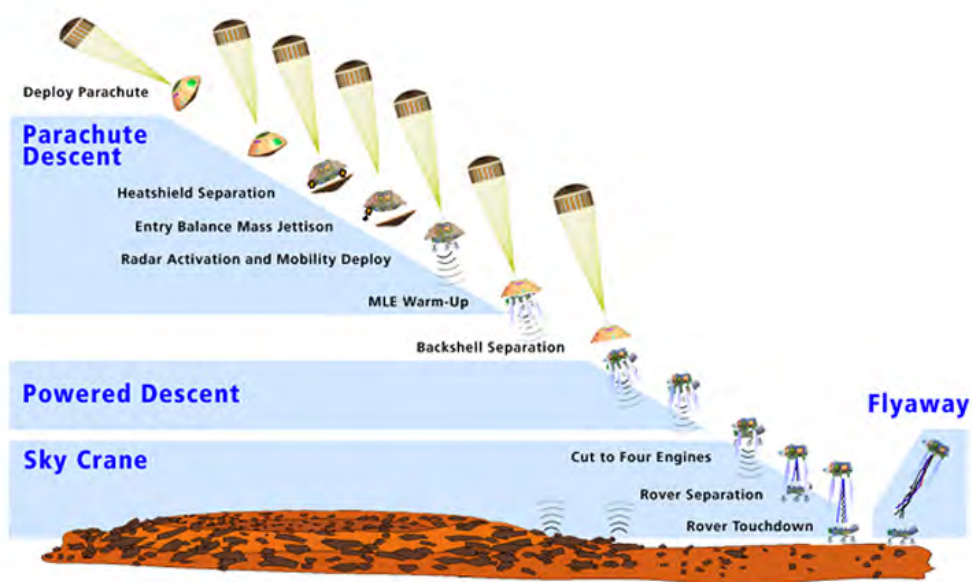 Deploy Parachute
Parachute
Descent
Heatshield Separation
Entry Balance Mass Jettison
Radar Activation and Mobility Deploy
MLE Warm-Up
Backshell Separation
Powered Descent
Flyaway
Sky Crane
Cut to Four Engines
Rover Separation
Rover Touchdown